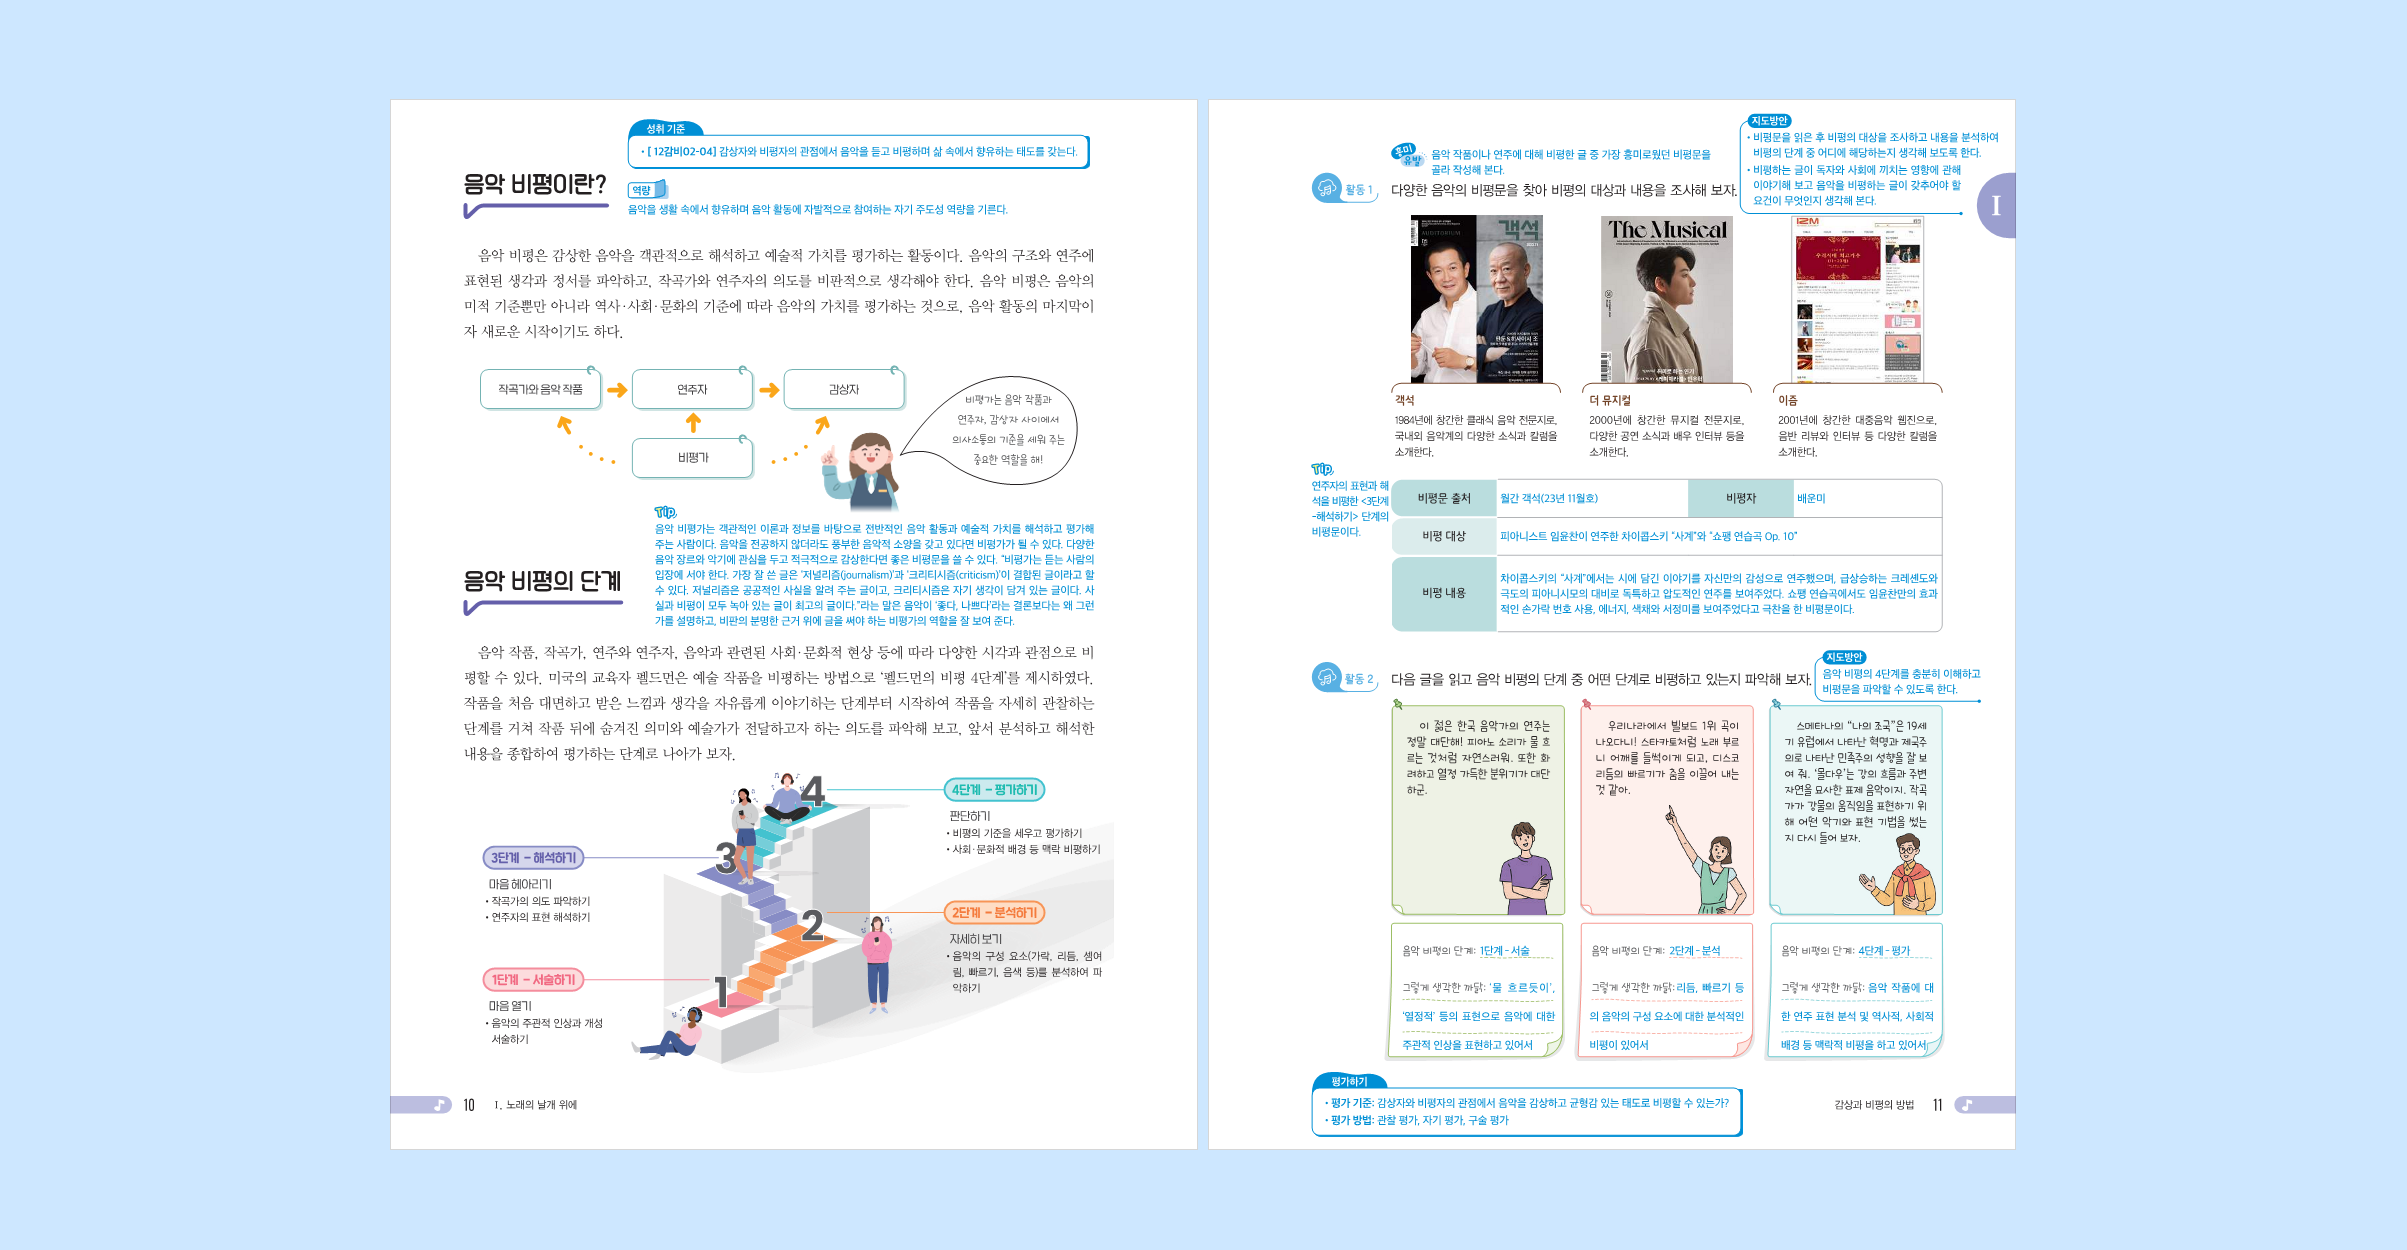 성취 기준
• [ 12감비02-04] 감상자와 비평자의 관점에서 음악을 듣고 비평하며 삶 속에서 향유하는 태도를 갖는다.
음악 비평이란?
역량
음악을 생활 속에서 향유하며 음악 활동에 자발적으로 참여하는 자기 주도성 역량을 기른다.
음악 비평은 감상한 음악을 객관적으로 해석하고 예술적 가치를 평가하는 활동이다. 음악의 구조와 연주에
표현된 생각과 정서를 파악하고, 작곡가와 연주자의 의도를 비판적으로 생각해야 한다. 음악 비평은 음악의
미적 기준뿐만 아니라 역사·사회·문화의 기준에 따라 음악의 가치를 평가하는 것으로, 음악 활동의 마지막이
자 새로운 시작이기도 하다.
작곡가와 음악 작품
연주자
감상자
비평가
비평가는 음악 작품과
연주자, 감상자 사이에서
의사소통의 기준을 세워 주는
중요한 역할을 해!
Tip
음악 비평가는 객관적인 이론과 정보를 바탕으로 전반적인 음악 활동과 예술적 가치를 해석하고 평가해
주는 사람이다. 음악을 전공하지 않더라도 풍부한 음악적 소양을 갖고 있다면 비평가가 될 수 있다. 다양한
음악 장르와 악기에 관심을 두고 적극적으로 감상한다면 좋은 비평문을 쓸 수 있다. "비평가는 듣는 사람의
입장에 서야 한다. 가장 잘 쓴 글은 '저널리즘(journalism)'과 '크리티시즘(criticism)'이 결합된 글이라고 할
수 있다. 저널리즘은 공공적인 사실을 알려 주는 글이고, 크리티시즘은 자기 생각이 담겨 있는 글이다. 사
실과 비평이 모두 녹아 있는 글이 최고의 글이다."라는 말은 음악이 '좋다, 나쁘다'라는 결론보다는 왜 그런
가를 설명하고, 비판의 분명한 근거 위에 글을 써야 하는 비평가의 역할을 잘 보여 준다.
음악 비평의 단계
음악 작품, 작곡가, 연주와 연주자, 음악과 관련된 사회·문화적 현상 등에 따라 다양한 시각과 관점으로 비
평할 수 있다. 미국의 교육자 펠드먼은 예술 작품을 비평하는 방법으로 '펠드먼의 비평 4단계'를 제시하였다.
작품을 처음 대면하고 받은 느낌과 생각을 자유롭게 이야기하는 단계부터 시작하여 작품을 자세히 관찰하는
단계를 거쳐 작품 뒤에 숨겨진 의미와 예술가가 전달하고자 하는 의도를 파악해 보고, 앞서 분석하고 해석한
내용을 종합하여 평가하는 단계로 나아가 보자.
4
4단계 - 평가하기
판단하기
• 비평의 기준을 세우고 평가하기
• 사회·문화적 배경 등 맥락 비평하기
3
3단계 - 해석하기
마음 헤아리기
• 작곡가의 의도 파악하기
• 연주자의 표현 해석하기
2
2단계 - 분석하기
자세히 보기
• 음악의 구성 요소(가락, 리듬, 셈여
림, 빠르기, 음색 등)를 분석하여 파
악하기
1
1단계 - 서술하기
마음 열기
• 음악의 주관적 인상과 개성
서술하기
10
I. 노래의 날개 위에
흥미
유발
음악 작품이나 연주에 대해 비평한 글 중 가장 흥미로웠던 비평문을
골라 작성해 본다.
지도방안
• 비평문을 읽은 후 비평의 대상을 조사하고 내용을 분석하여
비평의 단계 중 어디에 해당하는지 생각해 보도록 한다.
• 비평하는 글이 독자와 사회에 끼치는 영향에 관해
이야기해 보고 음악을 비평하는 글이 갖추어야 할
요건이 무엇인지 생각해 본다.
I
활동 1
다양한 음악의 비평문을 찾아 비평의 대상과 내용을 조사해 보자.
AUDITORIUM
객석
The Musical
IZM
객석
1984년에 창간한 클래식 음악 전문지로,
국내외 음악계의 다양한 소식과 칼럼을
소개한다.
더 뮤지컬
2000년에 창간한 뮤지컬 전문지로,
다양한 공연 소식과 배우 인터뷰 등을
소개한다.
이즘
2001년에 창간한 대중음악 웹진으로,
음반 리뷰와 인터뷰 등 다양한 칼럼을
소개한다.
Tip
연주자의 표현과 해
석을 비평한 <3단계
-해석하기> 단계의
비평문이다.
비평문 출처
월간 객석(23년 11월호)
비평자
배운미
비평 대상
피아니스트 임윤찬이 연주한 차이콥스키 "사계"와 "쇼팽 연습곡 Op. 10"
비평 내용
차이콥스키의 "사계"에서는 시에 담긴 이야기를 자신만의 감성으로 연주했으며, 급상승하는 크레셴도와
극도의 피아니시모의 대비로 독특하고 압도적인 연주를 보여주었다. 쇼팽 연습곡에서도 임윤찬만의 효과
적인 손가락 번호 사용, 에너지, 색채와 서정미를 보여주었다고 극찬을 한 비평문이다.
지도방안
음악 비평의 4단계를 충분히 이해하고
비평문을 파악할 수 있도록 한다.
활동 2
다음 글을 읽고 음악 비평의 단계 중 어떤 단계로 비평하고 있는지 파악해 보자.
이 젊은 한국 음악가의 연주는
정말 대단해! 피아노 소리가 물 흐
르는 것처럼 자연스러워. 또한 화
려하고 열정 가득한 분위기가 대단
하군.
우리나라에서 빌보드 1위 곡이
나오다니! 스타카토처럼 노래 부르
니 어깨를 들썩이게 되고, 디스코
리듬의 빠르기가 춤을 이끌어 내는
것 같아.
스메타나의 "나의 조국"은 19세
기 유럽에서 나타난 혁명과 제국주
의로 나타난 민족주의 성향을 잘 보
여 줘. '몰다우'는 강의 흐름과 주변
자연을 묘사한 표제 음악이지. 작곡
가가 강물의 움직임을 표현하기 위
해 어떤 악기와 표현 기법을 썼는
지 다시 들어 보자.
음악 비평의 단계: 1단계-서술
그렇게 생각한 까닭: '물 흐르듯이',
'열정적' 등의 표현으로 음악에 대한
주관적 인상을 표현하고 있어서
음악 비평의 단계: 2단계-분석
그렇게 생각한 까닭: 리듬, 빠르기 등
의 음악의 구성 요소에 대한 분석적인
비평이 있어서
음악 비평의 단계: 4단계-평가
그렇게 생각한 까닭: 음악 작품에 대
한 연주 표현 분석 및 역사적, 사회적
배경 등 맥락적 비평을 하고 있어서
평가하기
• 평가 기준: 감상자와 비평자의 관점에서 음악을 감상하고 균형감 있는 태도로 비평할 수 있는가?
• 평가 방법: 관찰 평가, 자기 평가, 구술 평가
감상과 비평의 방법
11